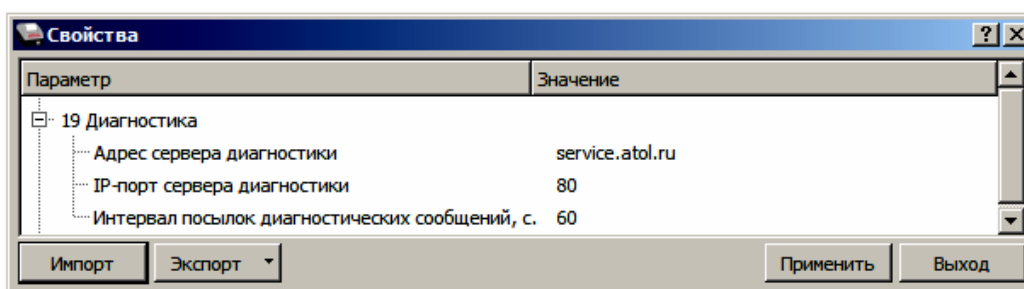 Свойства
Параметр Значение
19 Диагностика
Адрес сервера диагностики service.atol.ru
IP-порт сервера диагностики 80
Интервал посылок диагностических сообщений, с. 60
Импорт Экспорт Применить Выход